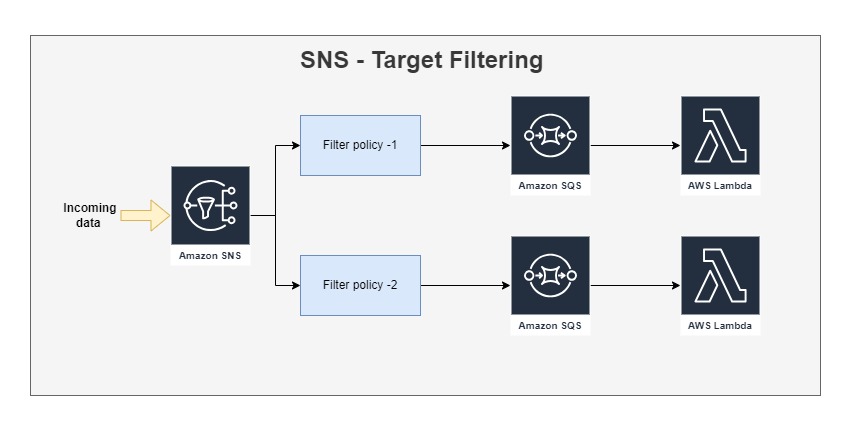 SNS - Target Filtering
Incoming
data
Amazon SNS
Filter policy -1
Amazon SQS
AWS Lambda
Filter policy -2
Amazon SQS
AWS Lambda